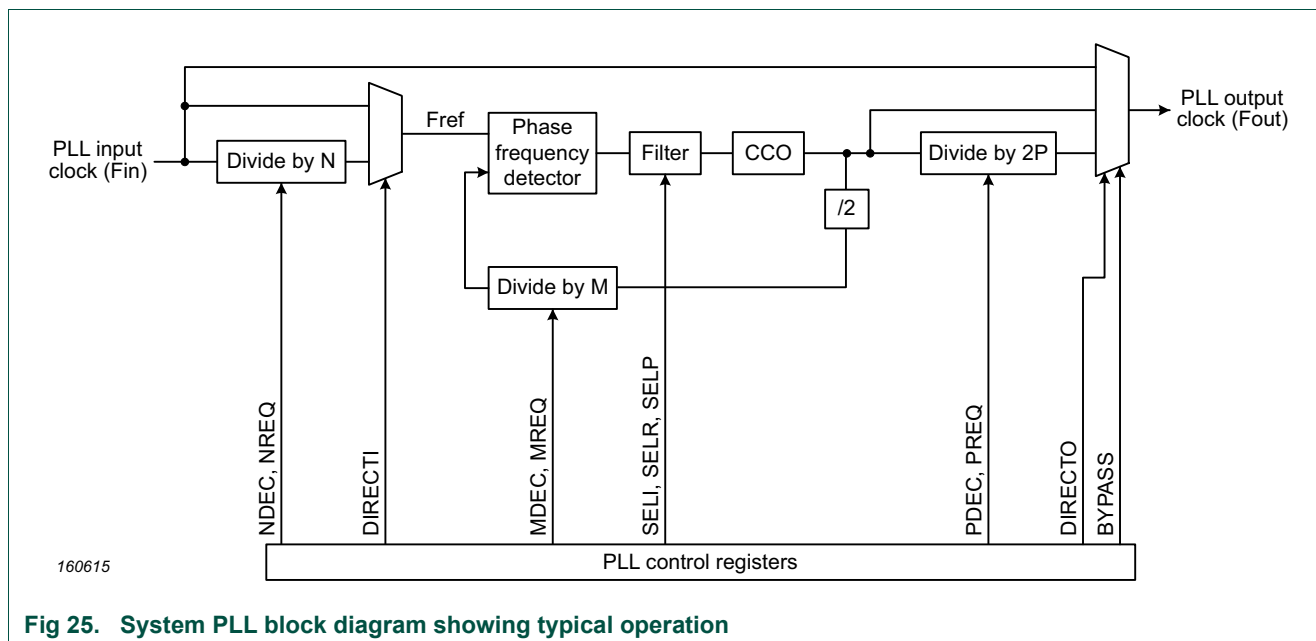 PLL input
clock (Fin)
Divide by N
Fref
Phase
frequency
detector
Filter
CCO
/2
Divide by 2P
PLL output
clock (Fout)
Divide by M
NDEC, NREQ
DIRECTI
MDEC, MREQ
SELI, SELR, SELP
PDEC, PREQ
DIRECTO
BYPASS
PLL control registers
160615
Fig 25. System PLL block diagram showing typical operation